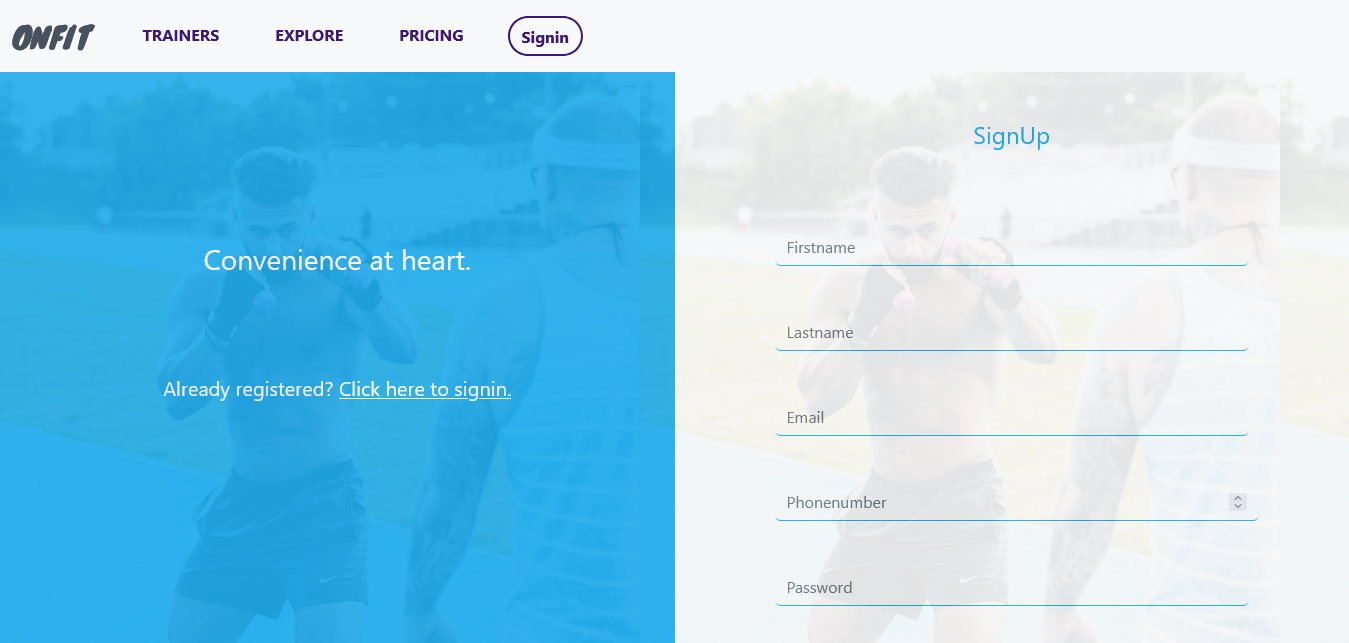 ONFIT
TRAINERS
EXPLORE
PRICING
Signin
Convenience at heart.
Already registered? Click here to signin.
SignUp
Firstname
Lastname
Email
Phonenumber
Password